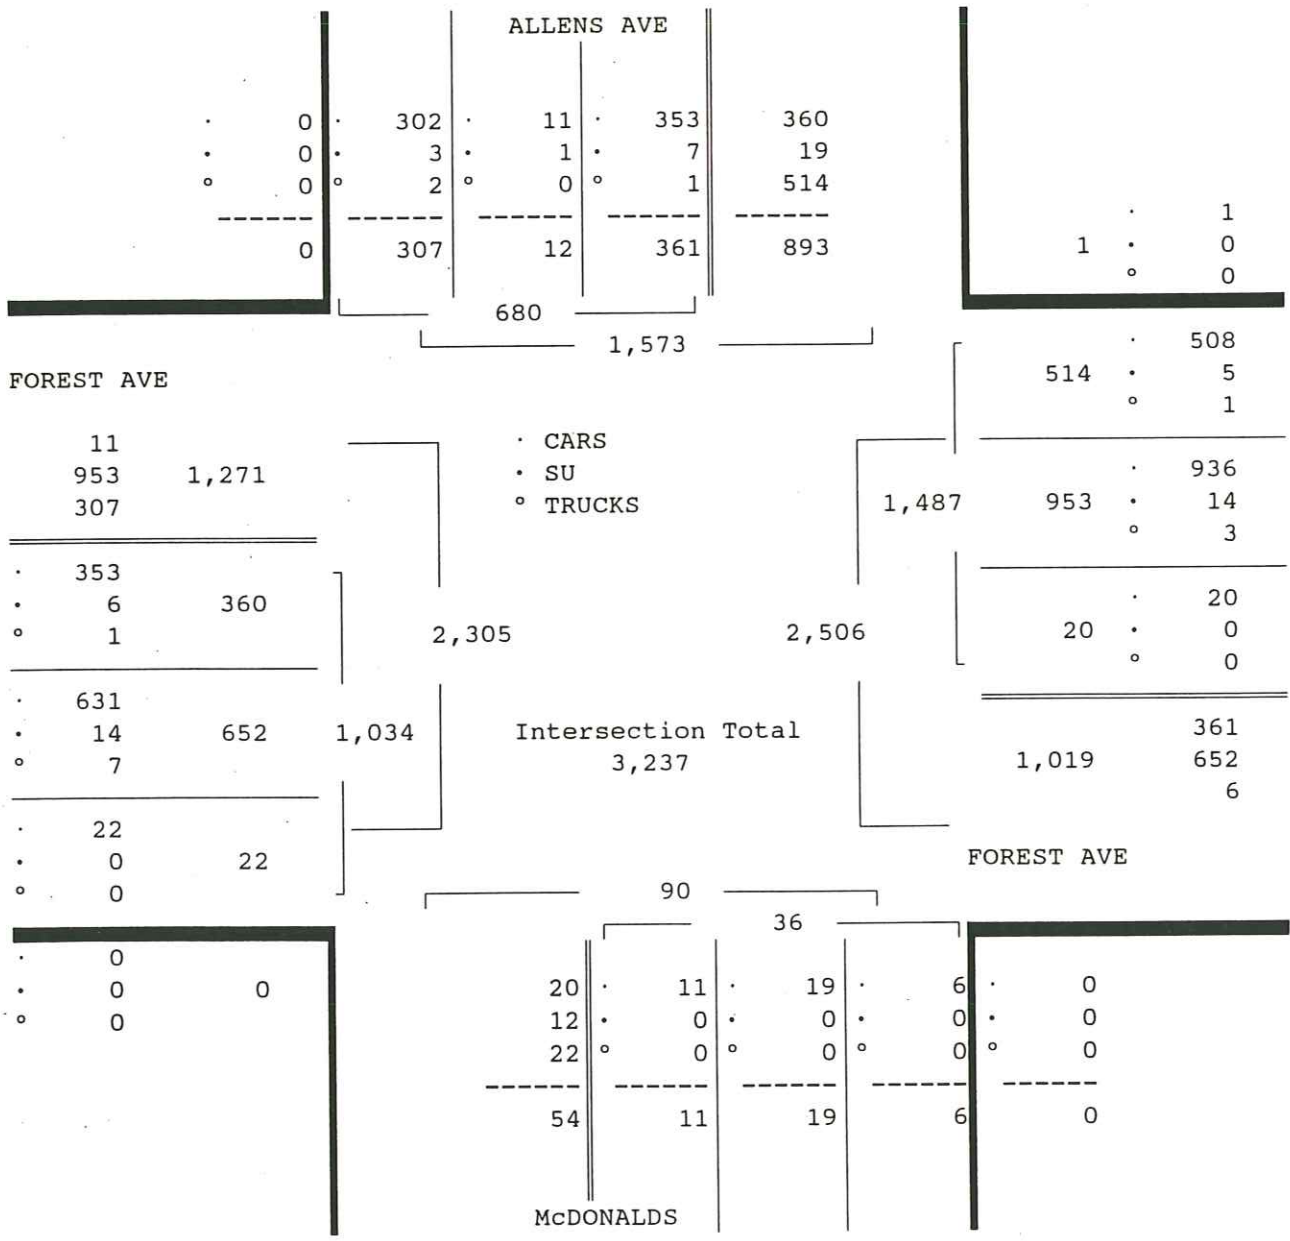 ALLENS AVE
· 0 · 302 · 11 · 353 360
• 0 • 3 • 1 • 7 19
° 0 ° 2 ° 0 ° 1 514
------ ------ ------ ------ ------
0 307 12 361 893
· 1
1 • 0
° 0
680
1,573
FOREST AVE
11
953 1,271
307
· 353
• 6 360
° 1
· 631
• 14 652 1,034
° 7
· 22
• 0 22
° 0
· 0
• 0 0
° 0
2,305
· CARS
• SU
° TRUCKS
Intersection Total
3,237
2,506
1,487
· 508
514 • 5
° 1
· 936
953 • 14
° 3
· 20
20 • 0
° 0
361
1,019 652
6
FOREST AVE
90
36
20 · 11 · 19 · 6 · 0
12 • 0 • 0 • 0 • 0
22 ° 0 ° 0 ° 0 ° 0
------ ------ ------ ------ ------
54 11 19 6 0
McDONALDS